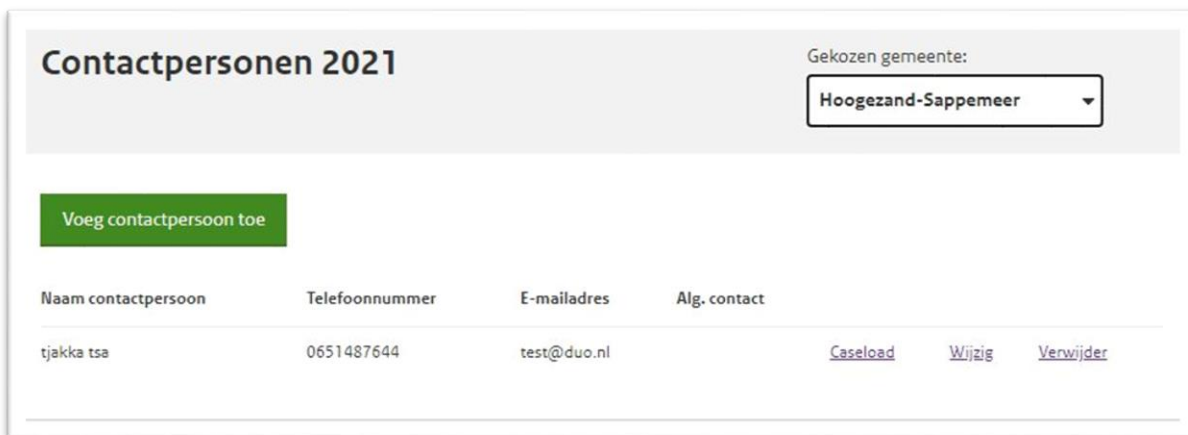 Contactpersonen 2021
Gekozen gemeente:
Hoogezand-Sappemeer
Voeg contactpersoon toe
Naam contactpersoon Telefoonnummer E-mailadres Alg. contact
tjakka tsa 0651487644 test@duo.nl Caseload Wijzig Verwijder